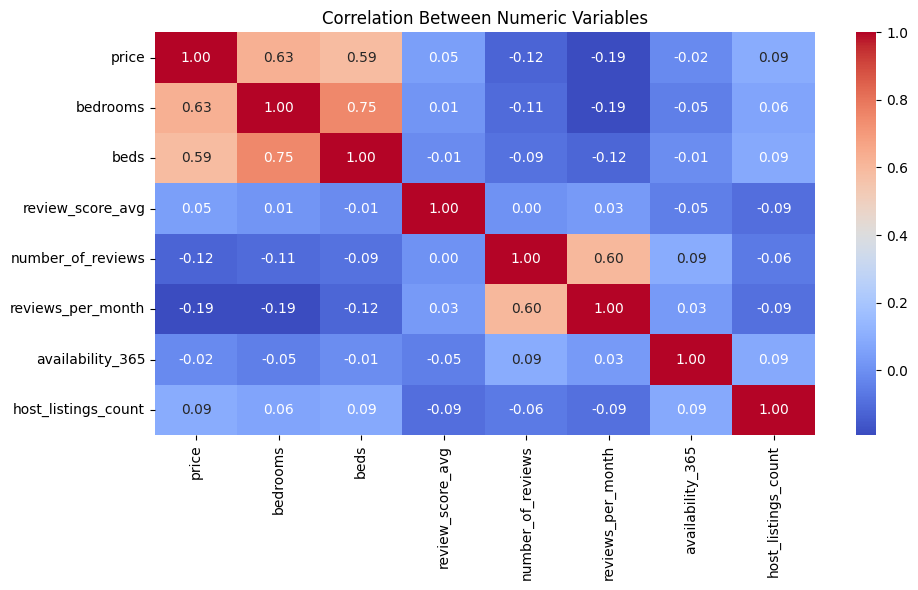 Correlation Between Numeric Variables
price 1.00 0.63 0.59 0.05 -0.12 -0.19 -0.02 0.09
bedrooms 0.63 1.00 0.75 0.01 -0.11 -0.19 -0.05 0.06
beds 0.59 0.75 1.00 -0.01 -0.09 -0.12 -0.01 0.09
review_score_avg 0.05 0.01 -0.01 1.00 0.00 0.03 -0.05 -0.09
number_of_reviews -0.12 -0.11 -0.09 0.00 1.00 0.60 0.09 -0.06
reviews_per_month -0.19 -0.19 -0.12 0.03 0.60 1.00 0.03 -0.09
availability_365 -0.02 -0.05 -0.01 -0.05 0.09 0.03 1.00 0.09
host_listings_count 0.09 0.06 0.09 -0.09 -0.06 -0.09 0.09 1.00
price
bedrooms
beds
review_score_avg
number_of_reviews
reviews_per_month
availability_365
host_listings_count
1.0
0.8
0.6
0.4
0.2
0.0